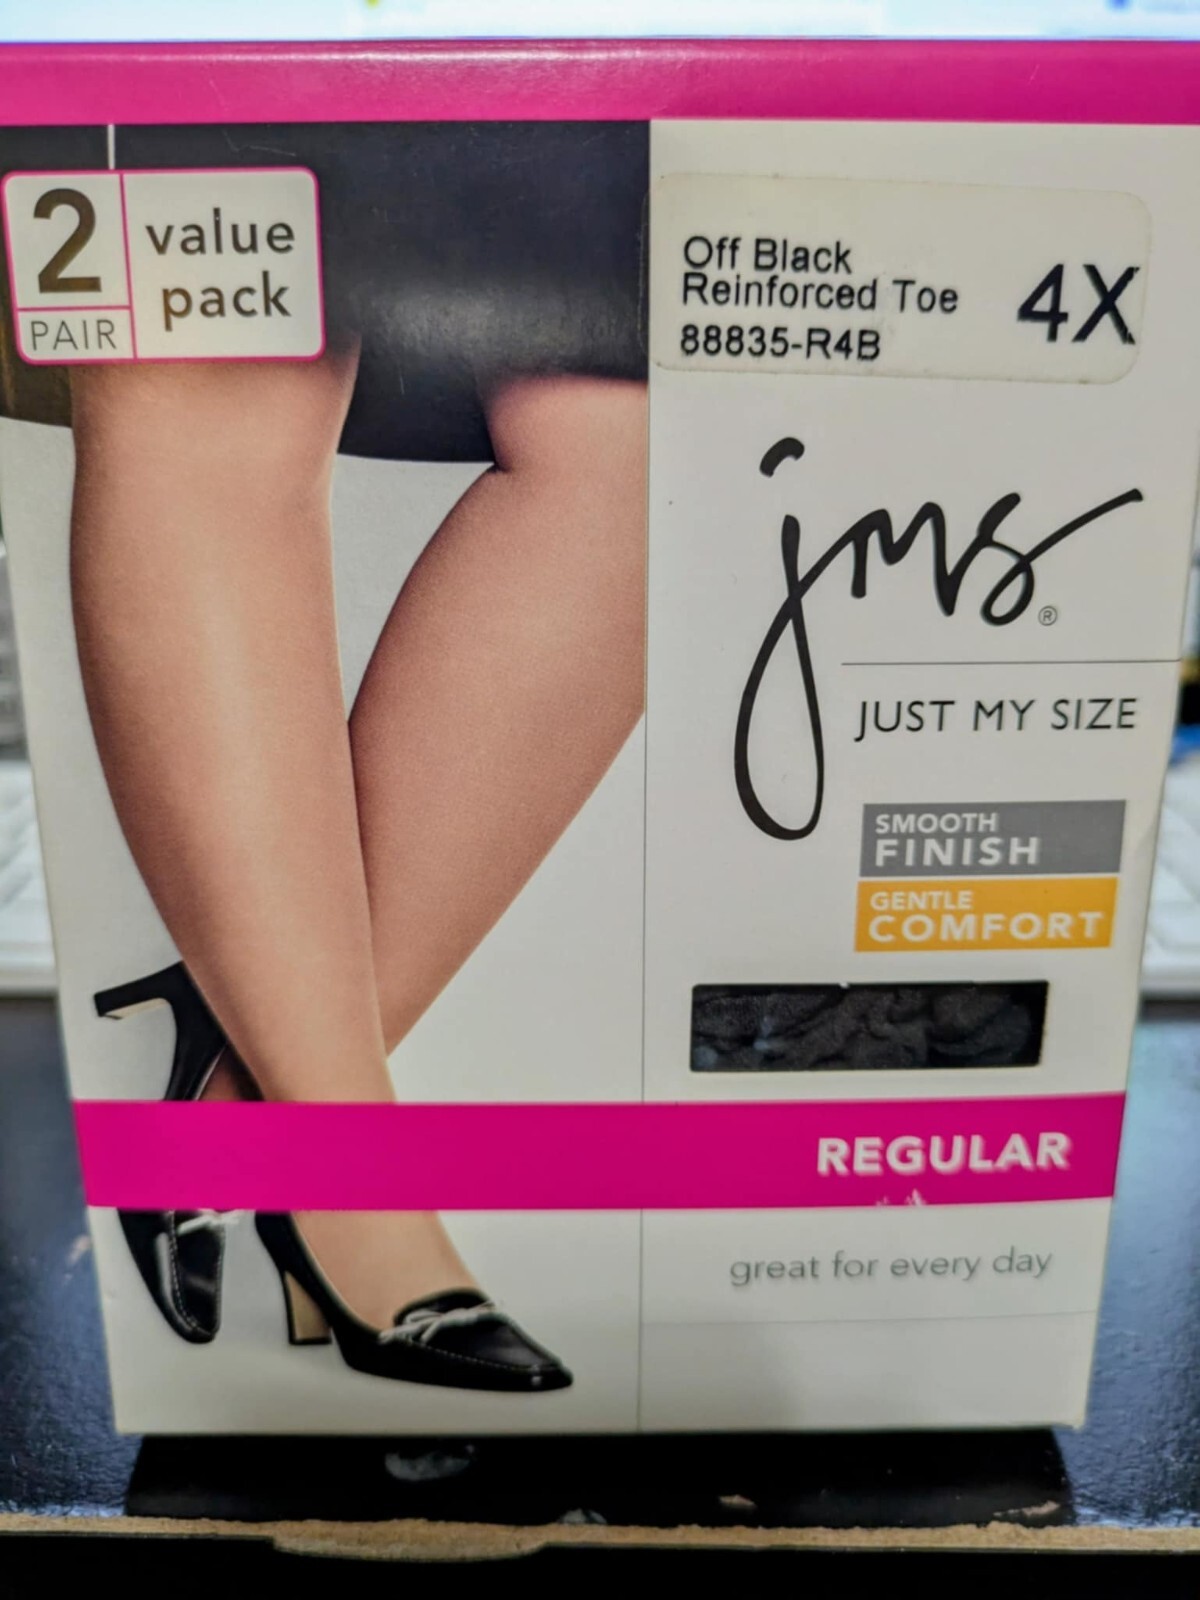 2
PAIR
value
pack
Off Black
Reinforced Toe
88835-R4B
4X
jms®
JUST MY SIZE
SMOOTH
FINISH
GENTLE
COMFORT
REGULAR
great for every day